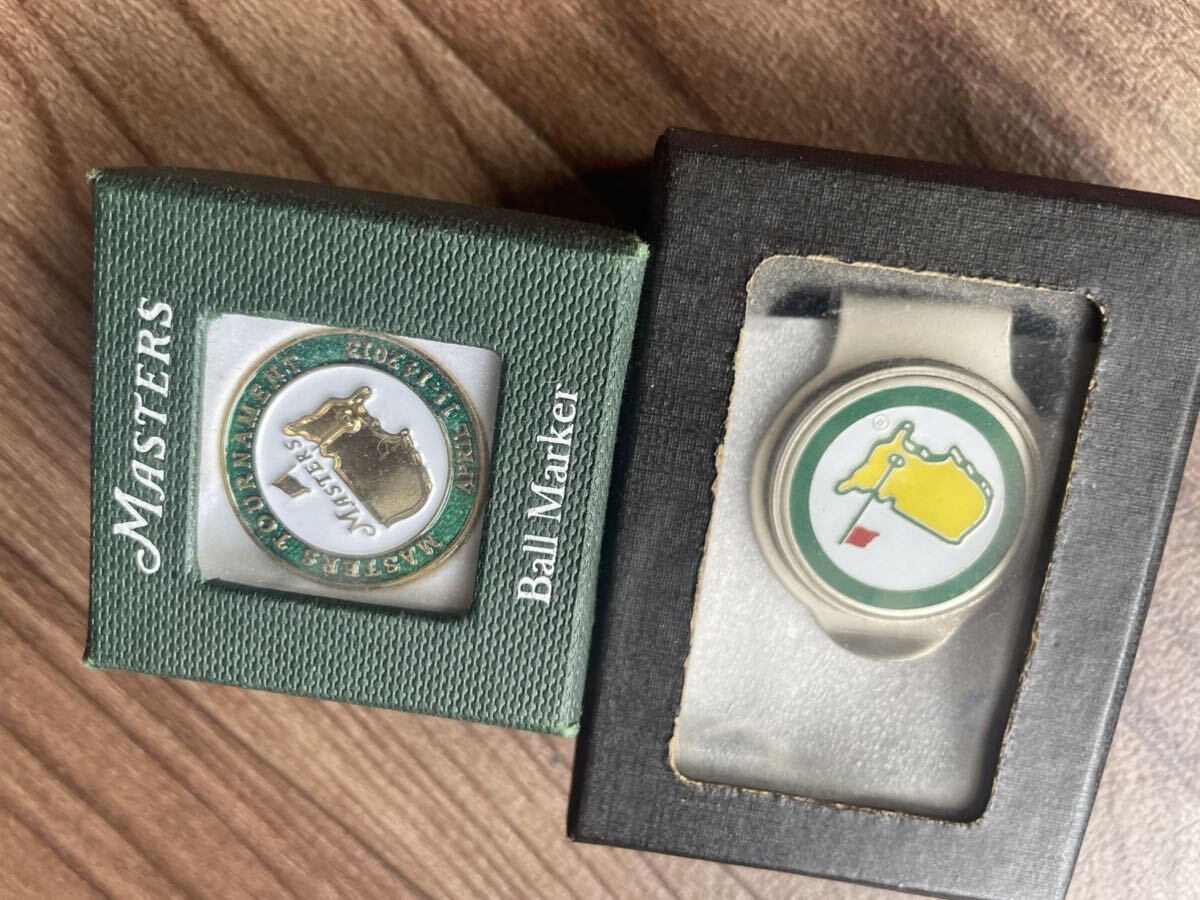 MASTERS
MASTERS TOURNAMENT
APRIL 11-14 2013
MASTERS
Ball Marker
®